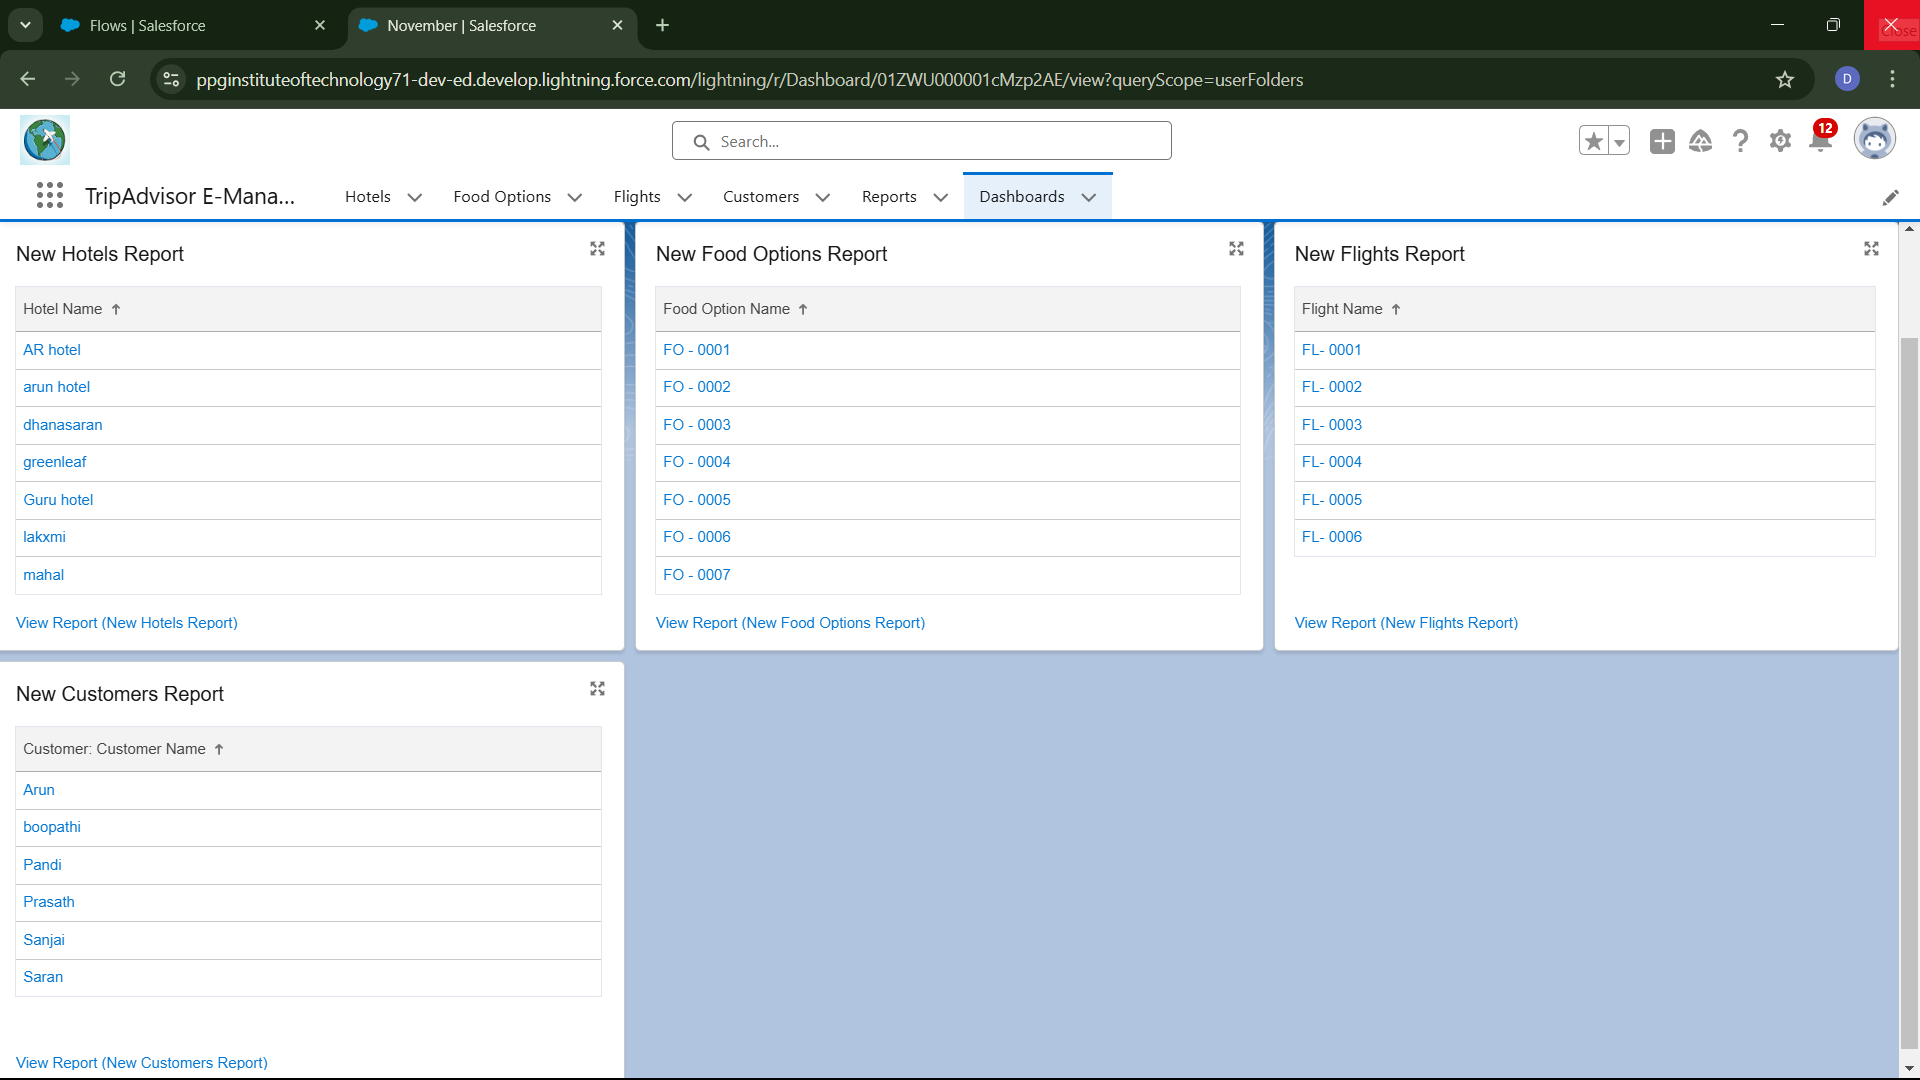 Flows | Salesforce
November | Salesforce
Close
ppginstituteoftechnology71-dev-ed.develop.lightning.force.com/lightning/r/Dashboard/01ZWU000001cMzp2AE/view?queryScope=userFolders
D
Search...
12
TripAdvisor E-Mana...
Hotels
Food Options
Flights
Customers
Reports
Dashboards
New Hotels Report
Hotel Name
AR hotel
arun hotel
dhanasaran
greenleaf
Guru hotel
lakxmi
mahal
View Report (New Hotels Report)
New Food Options Report
Food Option Name
FO - 0001
FO - 0002
FO - 0003
FO - 0004
FO - 0005
FO - 0006
FO - 0007
View Report (New Food Options Report)
New Flights Report
Flight Name
FL- 0001
FL- 0002
FL- 0003
FL- 0004
FL- 0005
FL- 0006
View Report (New Flights Report)
New Customers Report
Customer: Customer Name
Arun
boopathi
Pandi
Prasath
Sanjai
Saran
View Report (New Customers Report)